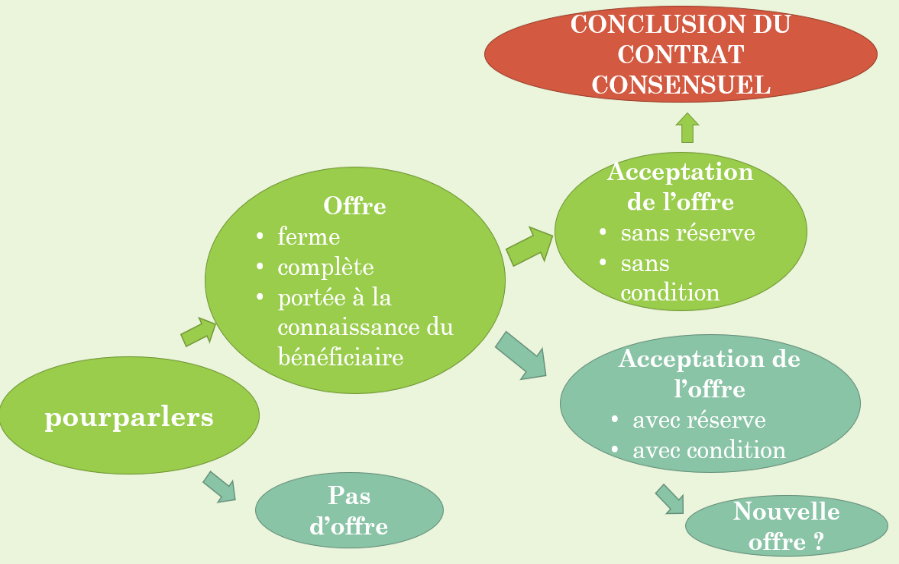 CONCLUSION DU
CONTRAT
CONSENSUEL
Acceptation
de l'offre
• sans réserve
• sans
condition
Offre
• ferme
• complète
• portée à la
connaissance du
bénéficiaire
Acceptation de
l'offre
• avec réserve
• avec condition
pourparlers
Pas
d'offre
Nouvelle
offre ?